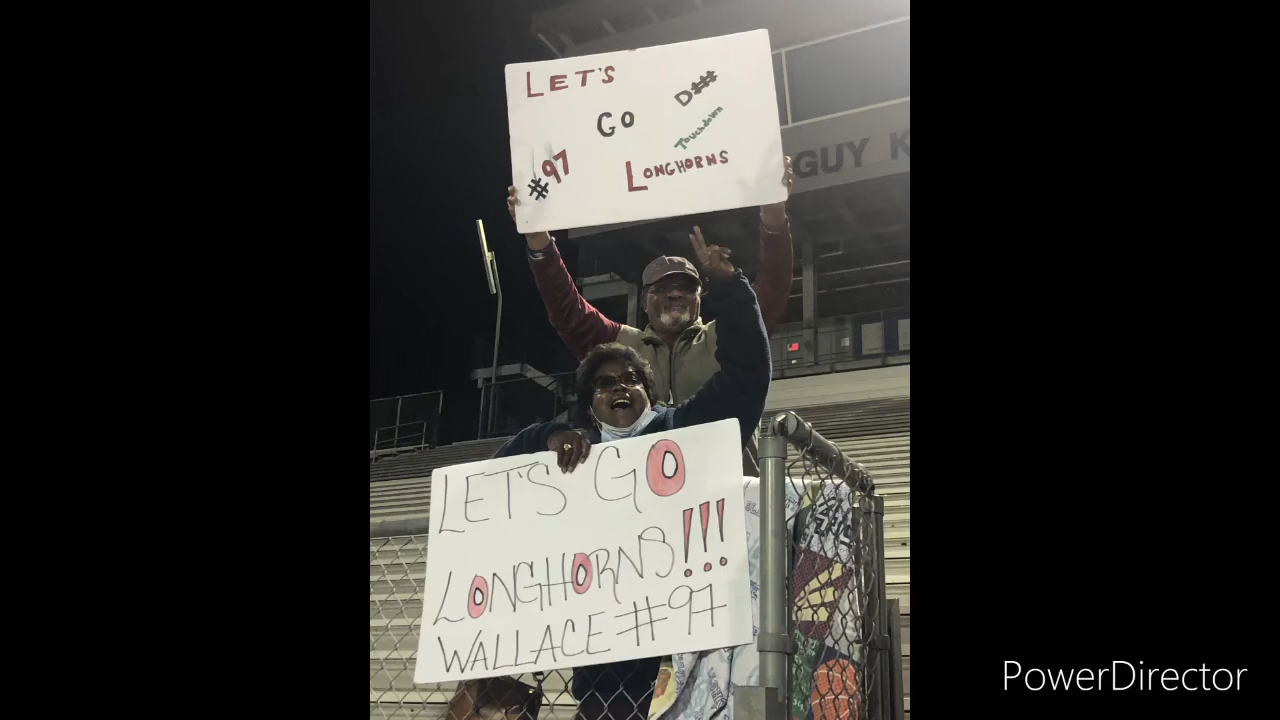 LET'S
GO
D##
Touchdown
#97
LONGHORNS
GUY K
LET'S GO
LONGHORNS!!!
WALLACE #97
PowerDirector